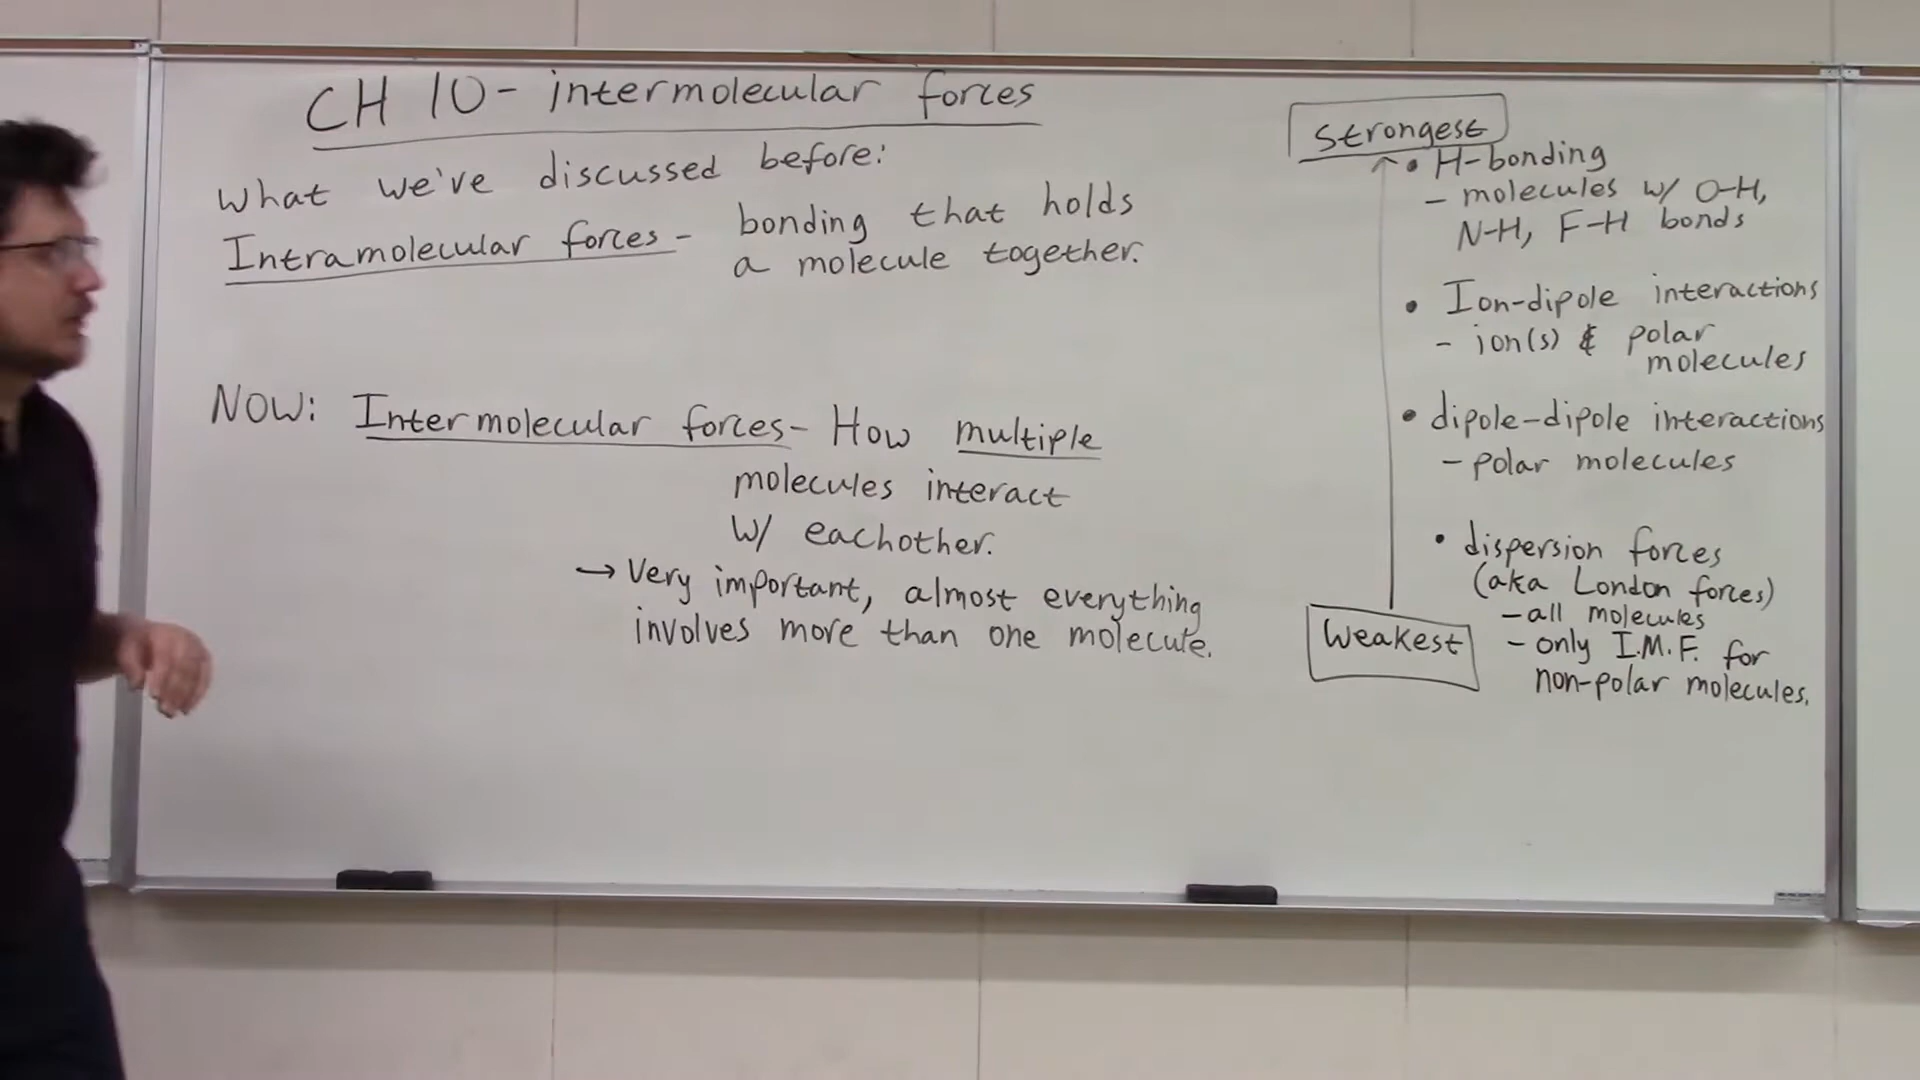 CH 10 - intermolecular forces
What we've discussed before:
Intramolecular forces - bonding that holds
a molecule together.
NOW: Intermolecular forces - How multiple
molecules interact
w/ eachother.
→ Very important, almost everything
involves more than one molecule.
Strongest
• H-bonding
- molecules w/ O-H,
N-H, F-H bonds
• Ion-dipole interactions
- ion(s) & polar
molecules
• dipole-dipole interactions
- polar molecules
• dispersion forces
(aka London forces)
- all molecules
- only I.M.F. for
non-polar molecules.
Weakest